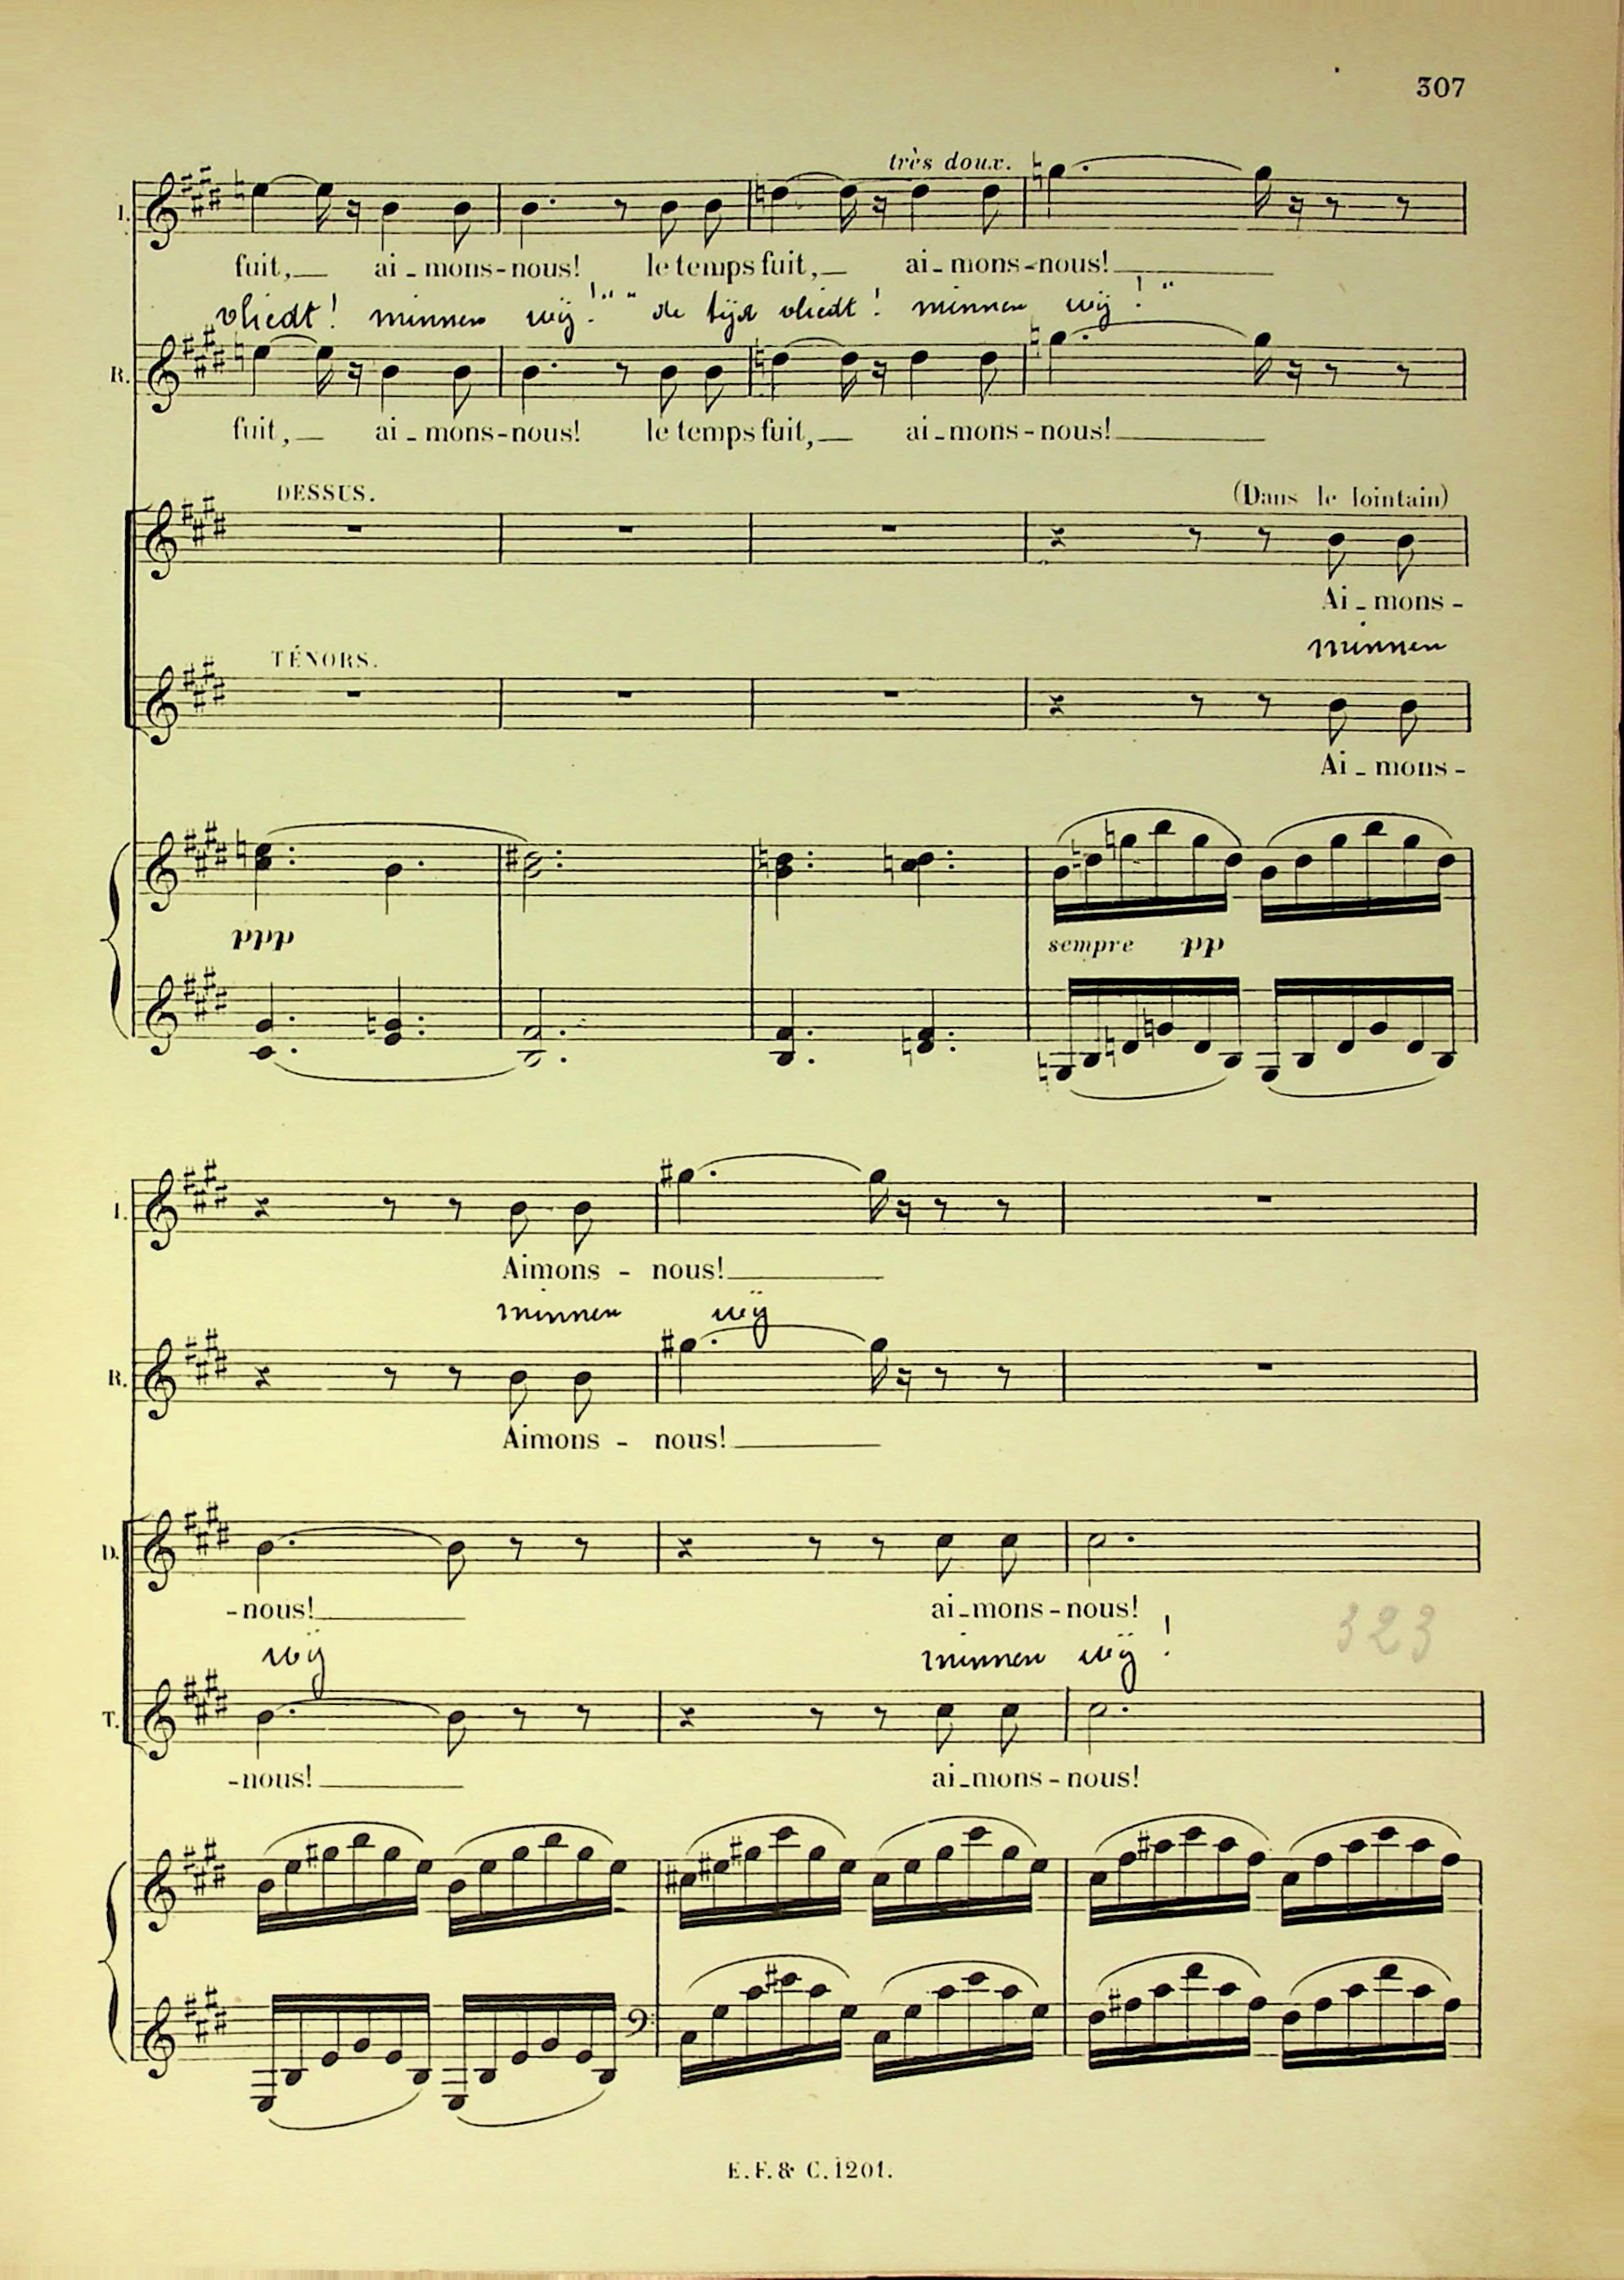 307
très doux.
I.
fuit, ai-mons-nous! le temps fuit, ai-mons-nous!
vliedt! minnen wij!" "de tijd vliedt! minnen wij!"
R.
fuit, ai-mons-nous! le temps fuit, ai-mons-nous!
DESSUS. (Dans le lointain)
Ai-mons-
minnen
TÉNORS.
Ai-mons-
ppp
sempre pp
I.
Aimons-nous!
minnen wij
R.
Aimons-nous!
D.
-nous! ai-mons-nous!
323
wij minnen wij!
T.
-nous! ai-mons-nous!
E.F.& C.1201.